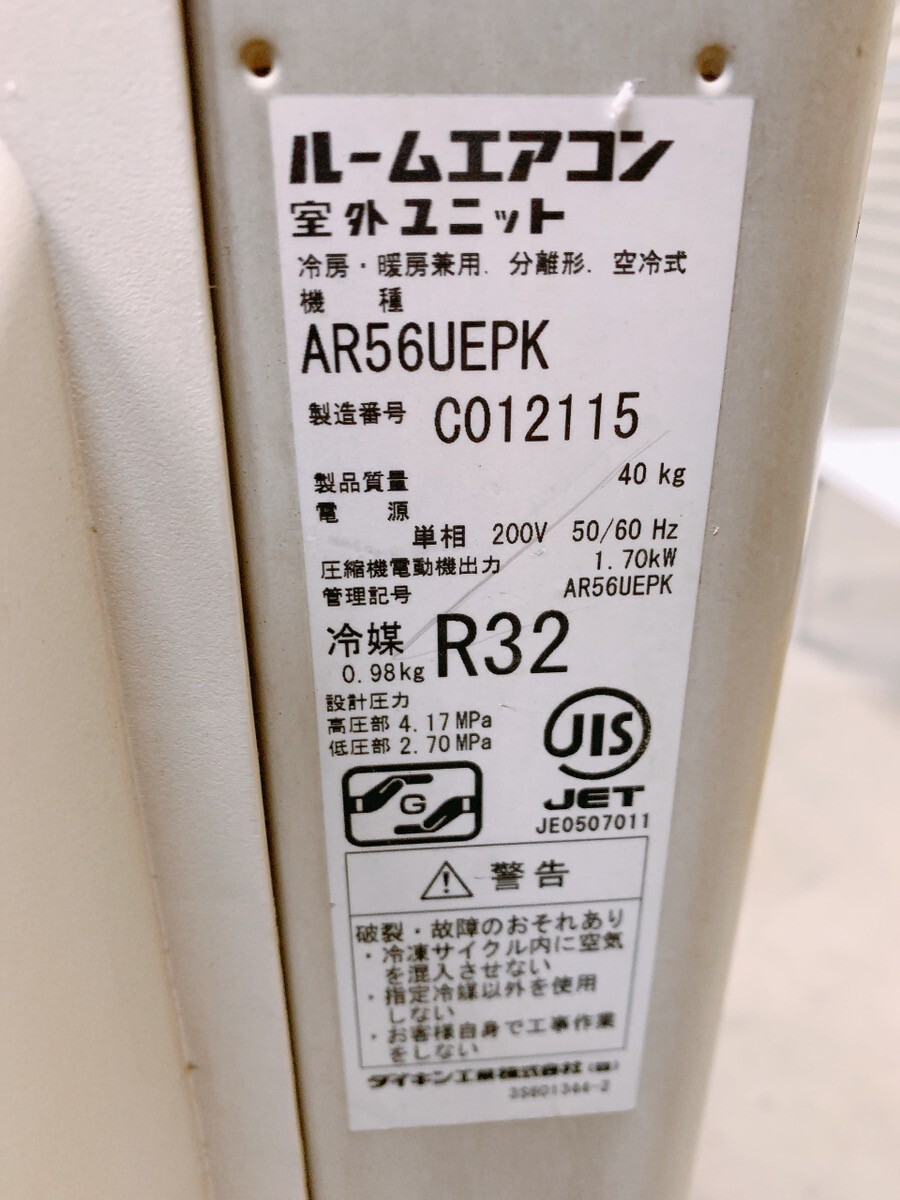 ルームエアコン
室外ユニット
冷房・暖房兼用. 分離形. 空冷式
機 種
AR56UEPK
製造番号 C012115
製品質量 40 kg
電 源
単相 200V 50/60 Hz
圧縮機電動機出力 1.70kW
管理記号 AR56UEPK
冷媒 R32
0.98kg
設計圧力
高圧部 4.17MPa
低圧部 2.70MPa
JIS
G
JET
JE0507011
警告
破裂・故障のおそれあり
・冷凍サイクル内に空気
を混入させない
・指定冷媒以外を使用
しない
・お客様自身で工事作業
をしない
ダイキン工業株式会社
3S601344-2